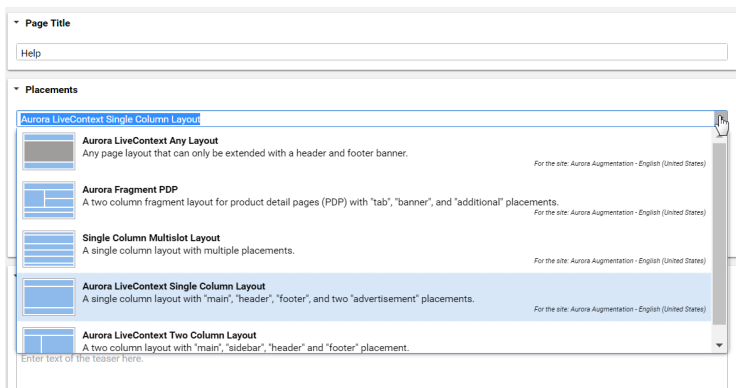 Page Title
Help
Placements
Aurora LiveContext Single Column Layout
Aurora LiveContext Any Layout
Any page layout that can only be extended with a header and footer banner.
For the site: Aurora Augmentation - English (United States)
Aurora Fragment PDP
A two column fragment layout for product detail pages (PDP) with "tab", "banner", and "additional" placements.
For the site: Aurora Augmentation - English (United States)
Single Column Multislot Layout
A single column layout with multiple placements.
For the site: Aurora Augmentation - English (United States)
Aurora LiveContext Single Column Layout
A single column layout with "main", "header", "footer", and two "advertisement" placements.
For the site: Aurora Augmentation - English (United States)
Aurora LiveContext Two Column Layout
A two column layout with "main", "sidebar", "header" and "footer" placement.
Enter text of the teaser here.